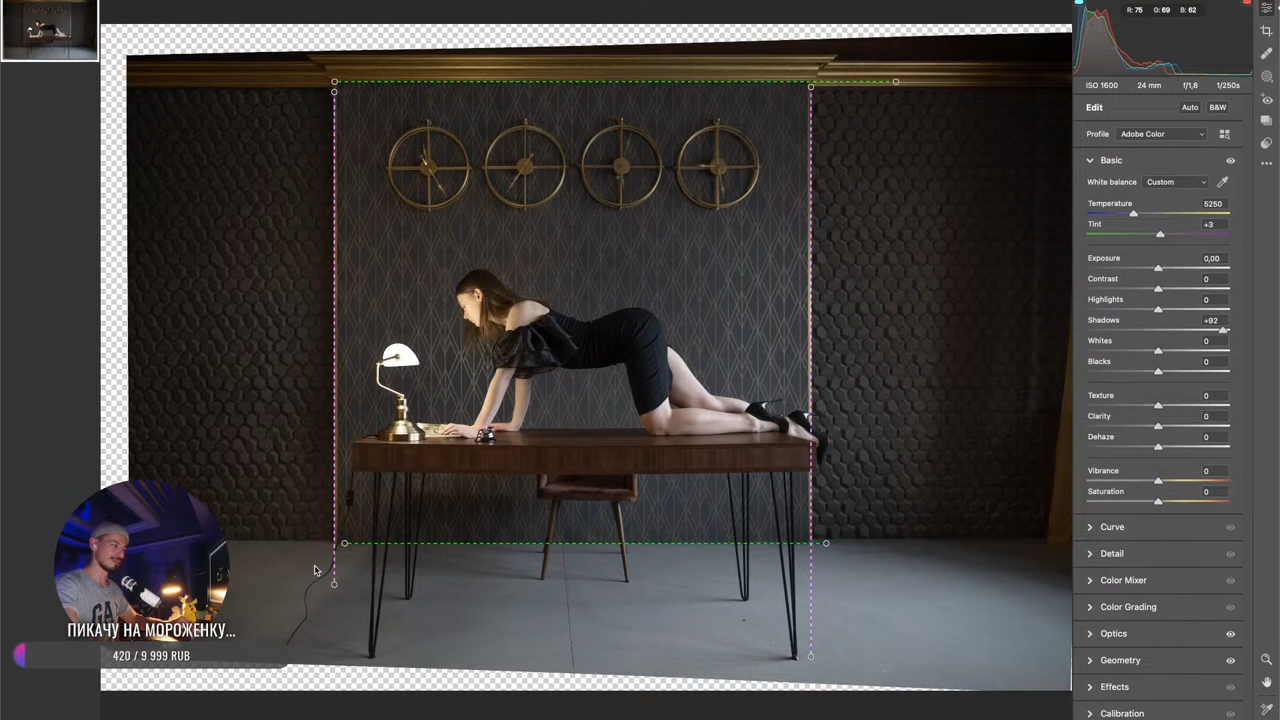 R: 75 G: 69 B: 62
ISO 1600 24 mm f/1,8 1/250s
Edit Auto B&W
Profile Adobe Color
Basic
White balance Custom
Temperature 5250
Tint +3
Exposure 0,00
Contrast 0
Highlights 0
Shadows +92
Whites 0
Blacks 0
Texture 0
Clarity 0
Dehaze 0
Vibrance 0
Saturation 0
Curve
Detail
Color Mixer
Color Grading
Optics
Geometry
Effects
Calibration
GA
ПИКАЧУ НА МОРОЖЕНКУ...
420 / 9 999 RUB